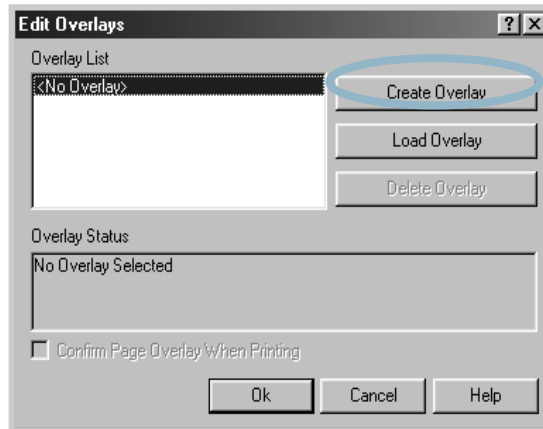 Edit Overlays
Overlay List
<No Overlay>
Create Overlay
Load Overlay
Delete Overlay
Overlay Status
No Overlay Selected
Confirm Page Overlay When Printing
Ok Cancel Help